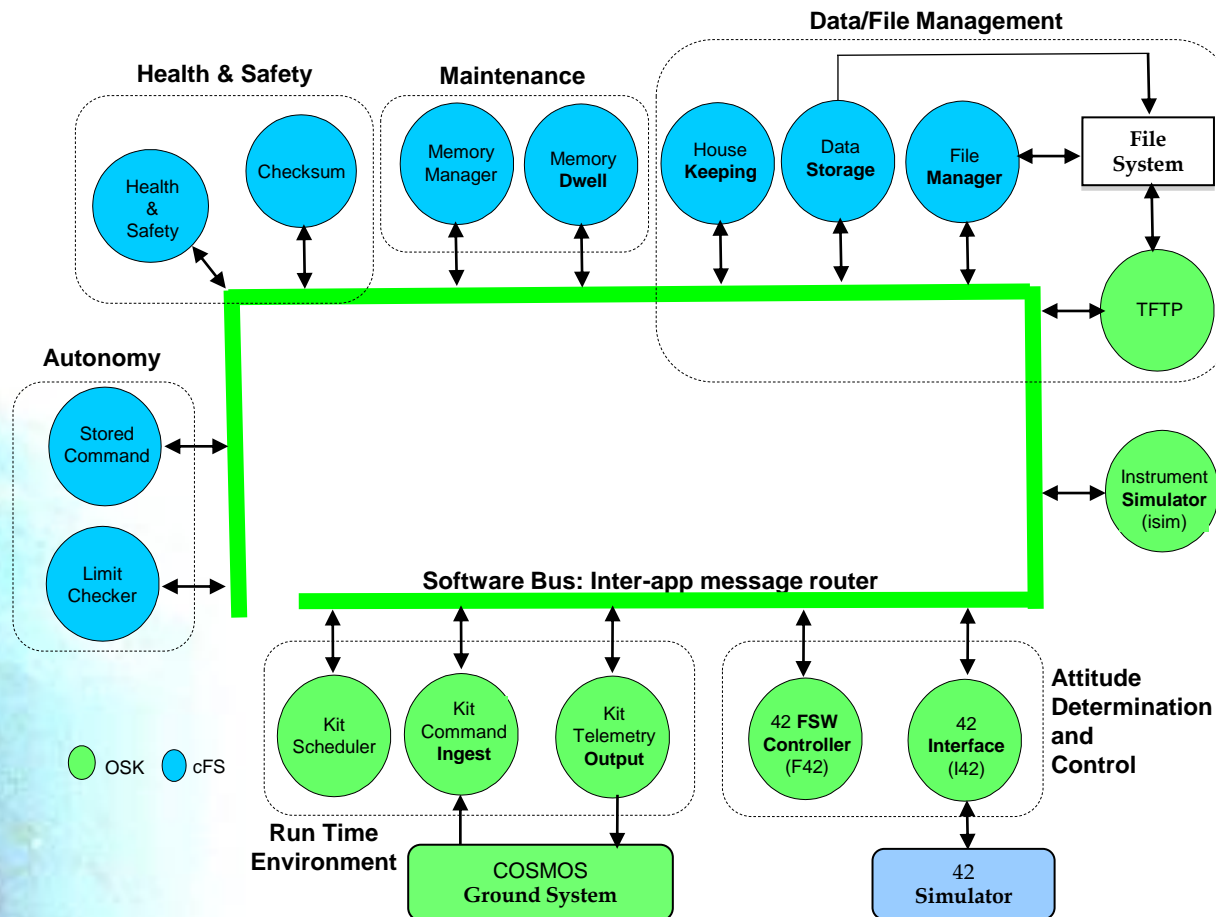 Data/File Management
Health & Safety
Maintenance
Health
&
Safety
Checksum
Memory
Manager
Memory
Dwell
House
Keeping
Data
Storage
File
Manager
File
System
TFTP
Autonomy
Stored
Command
Limit
Checker
Instrument
Simulator
(isim)
Software Bus: Inter-app message router
Kit
Scheduler
Kit
Command
Ingest
Kit
Telemetry
Output
42 FSW
Controller
(F42)
42
Interface
(I42)
Attitude
Determination
and
Control
OSK
cFS
Run Time
Environment
COSMOS
Ground System
42
Simulator